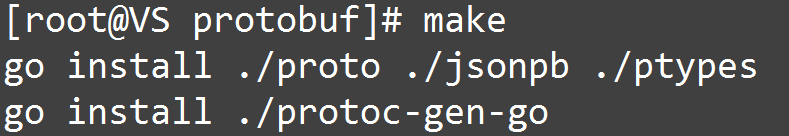 [root@VS protobuf]# make
go install ./proto ./jsonpb ./ptypes
go install ./protoc-gen-go